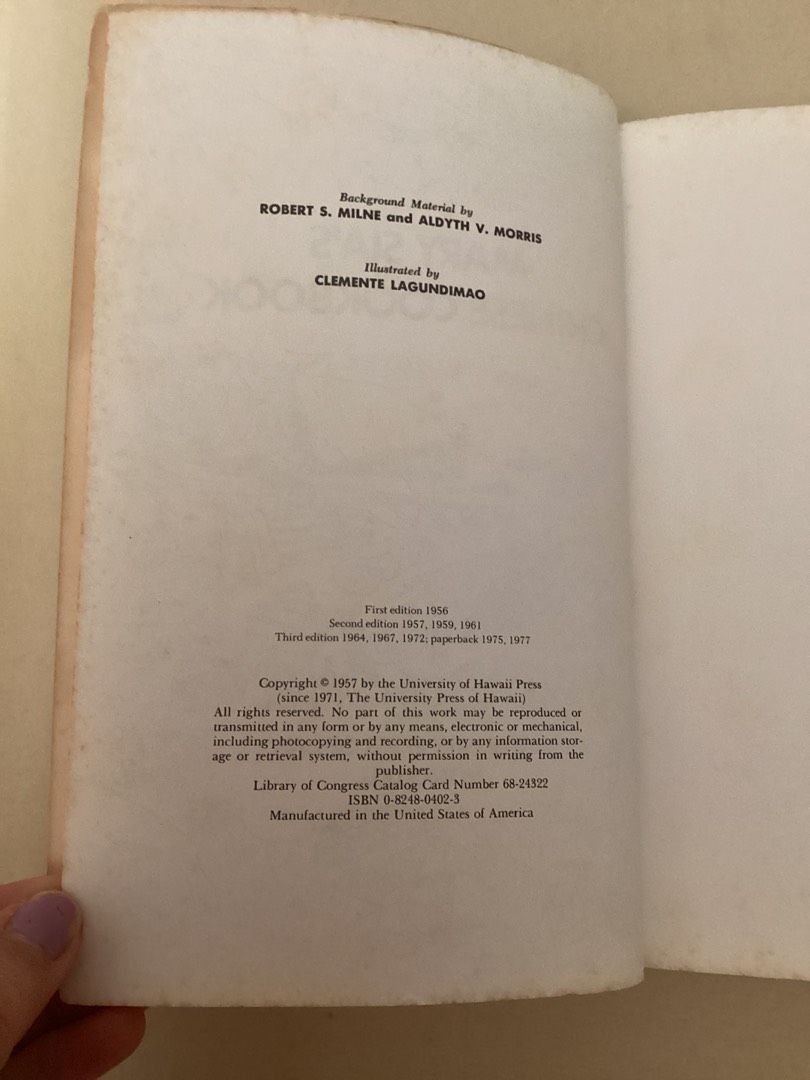 Background Material by
ROBERT S. MILNE and ALDYTH V. MORRIS
Illustrated by
CLEMENTE LAGUNDIMAO
First edition 1956
Second edition 1957, 1959, 1961
Third edition 1964, 1967, 1972; paperback 1975, 1977
Copyright © 1957 by the University of Hawaii Press
(since 1971, The University Press of Hawaii)
All rights reserved. No part of this work may be reproduced or
transmitted in any form or by any means, electronic or mechanical,
including photocopying and recording, or by any information stor-
age or retrieval system, without permission in writing from the
publisher.
Library of Congress Catalog Card Number 68-24322
ISBN 0-8248-0402-3
Manufactured in the United States of America